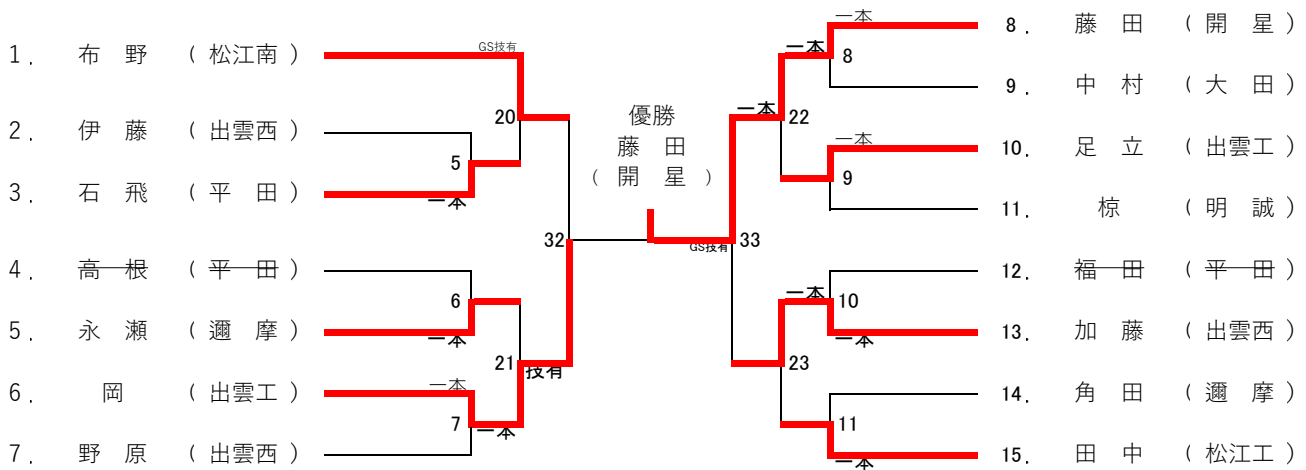 1. 布 野 ( 松江南 )
2. 伊 藤 ( 出雲西 )
3. 石 飛 ( 平 田 )
4. 高 根 ( 平 田 )
5. 永 瀬 ( 邇 摩 )
6. 岡 ( 出雲工 )
7. 野 原 ( 出雲西 )
GS技有
20
5
一本
32
6
一本
21
技有
一本
7
一本
優勝
藤 田
( 開 星 )
GS技有
33
一本
一本
8
一本
22
一本
9
一本
10
一本
23
11
一本
8. 藤 田 ( 開 星 )
9. 中 村 ( 大 田 )
10. 足 立 ( 出雲工 )
11. 椋 ( 明 誠 )
12. 福 田 ( 平 田 )
13. 加 藤 ( 出雲西 )
14. 角 田 ( 邇 摩 )
15. 田 中 ( 松江工 )